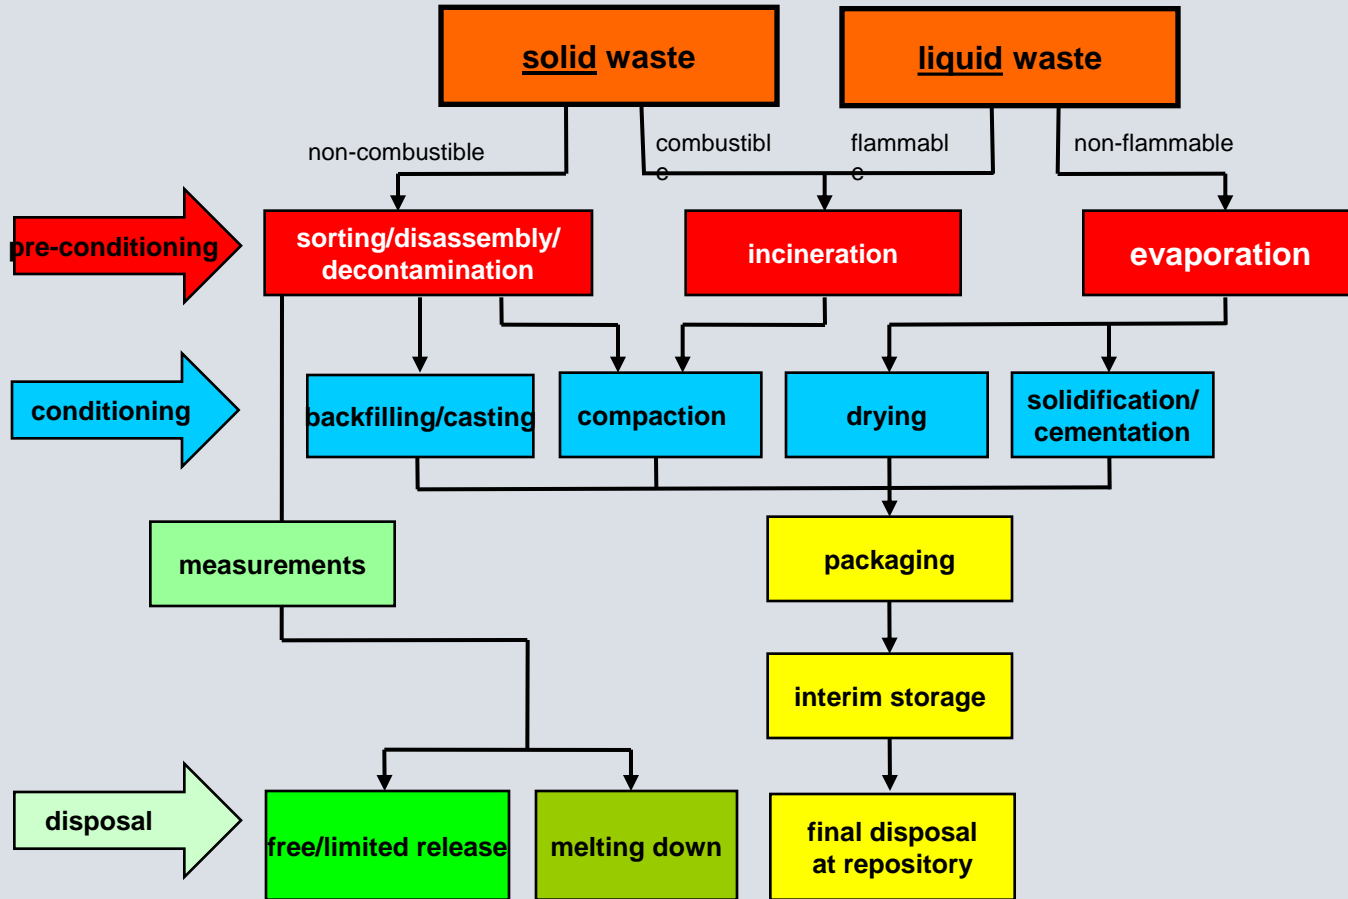 solid waste
liquid waste
non-combustible
combustibl
e
flammabl
e
non-flammable
pre-conditioning
sorting/disassembly/
decontamination
incineration
evaporation
conditioning
backfilling/casting
compaction
drying
solidification/
cementation
measurements
packaging
interim storage
disposal
free/limited release
melting down
final disposal
at repository